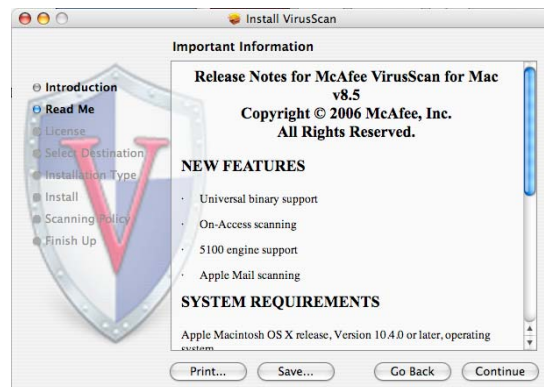 Install VirusScan
Important Information
Introduction
Read Me
License
Select Destination
Installation Type
Install
Scanning Policy
Finish Up
Release Notes for McAfee VirusScan for Mac
v8.5
Copyright © 2006 McAfee, Inc.
All Rights Reserved.
NEW FEATURES
· Universal binary support
· On-Access scanning
· 5100 engine support
· Apple Mail scanning
SYSTEM REQUIREMENTS
Apple Macintosh OS X release, Version 10.4.0 or later, operating
system
Print...
Save...
Go Back
Continue